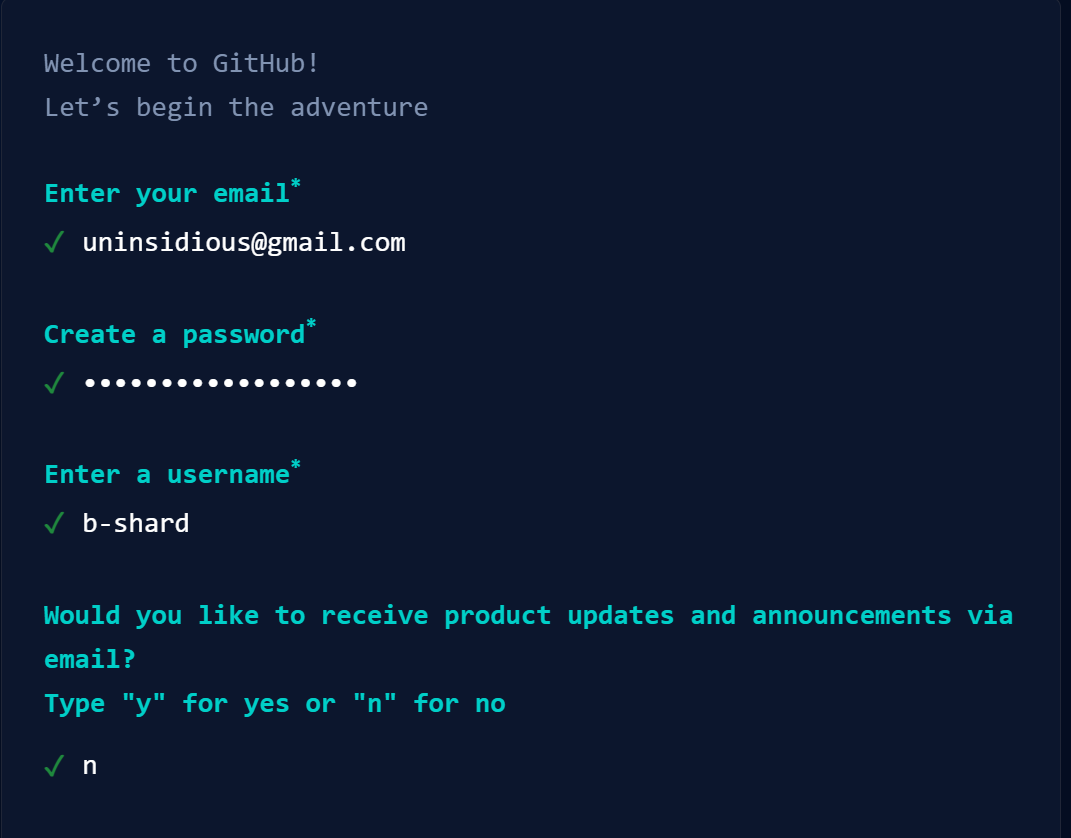 Welcome to GitHub!
Let’s begin the adventure
Enter your email*
✓ uninsidious@gmail.com
Create a password*
✓ ••••••••••••••••••
Enter a username*
✓ b-shard
Would you like to receive product updates and announcements via
email?
Type "y" for yes or "n" for no
✓ n